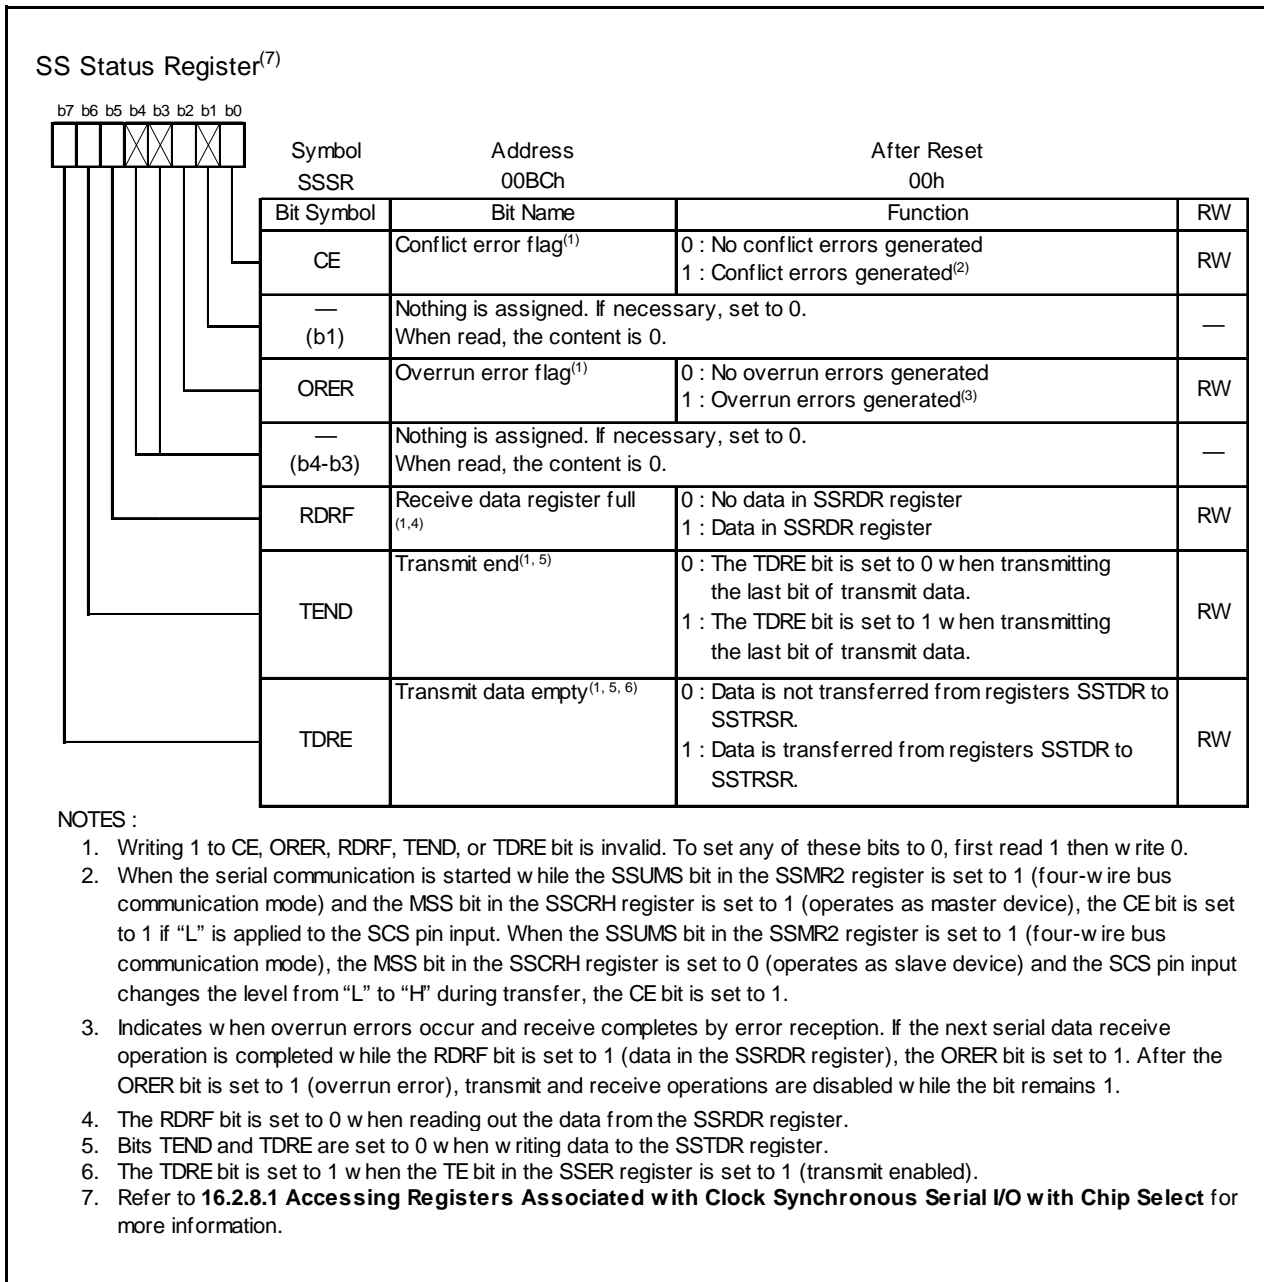 SS Status Register(7)
b7 b6 b5 b4 b3 b2 b1 b0
Symbol Address After Reset
SSSR 00BCh 00h
Bit Symbol Bit Name Function RW
CE Conflict error flag(1) 0 : No conflict errors generated RW
1 : Conflict errors generated(2)
— Nothing is assigned. If necessary, set to 0. —
(b1) When read, the content is 0.
ORER Overrun error flag(1) 0 : No overrun errors generated RW
1 : Overrun errors generated(3)
— Nothing is assigned. If necessary, set to 0. —
(b4-b3) When read, the content is 0.
RDRF Receive data register full 0 : No data in SSRDR register RW
(1,4) 1 : Data in SSRDR register
Transmit end(1, 5) 0 : The TDRE bit is set to 0 when transmitting
the last bit of transmit data.
TEND 1 : The TDRE bit is set to 1 when transmitting RW
the last bit of transmit data.
Transmit data empty(1, 5, 6) 0 : Data is not transferred from registers SSTDR to
SSTRSR.
TDRE 1 : Data is transferred from registers SSTDR to RW
SSTRSR.
NOTES :
1. Writing 1 to CE, ORER, RDRF, TEND, or TDRE bit is invalid. To set any of these bits to 0, first read 1 then write 0.
2. When the serial communication is started while the SSUMS bit in the SSMR2 register is set to 1 (four-wire bus
communication mode) and the MSS bit in the SSCRH register is set to 1 (operates as master device), the CE bit is set
to 1 if “L” is applied to the SCS pin input. When the SSUMS bit in the SSMR2 register is set to 1 (four-wire bus
communication mode), the MSS bit in the SSCRH register is set to 0 (operates as slave device) and the SCS pin input
changes the level from “L” to “H” during transfer, the CE bit is set to 1.
3. Indicates when overrun errors occur and receive completes by error reception. If the next serial data receive
operation is completed while the RDRF bit is set to 1 (data in the SSRDR register), the ORER bit is set to 1. After the
ORER bit is set to 1 (overrun error), transmit and receive operations are disabled while the bit remains 1.
4. The RDRF bit is set to 0 when reading out the data from the SSRDR register.
5. Bits TEND and TDRE are set to 0 when writing data to the SSTDR register.
6. The TDRE bit is set to 1 when the TE bit in the SSER register is set to 1 (transmit enabled).
7. Refer to 16.2.8.1 Accessing Registers Associated with Clock Synchronous Serial I/O with Chip Select for
more information.